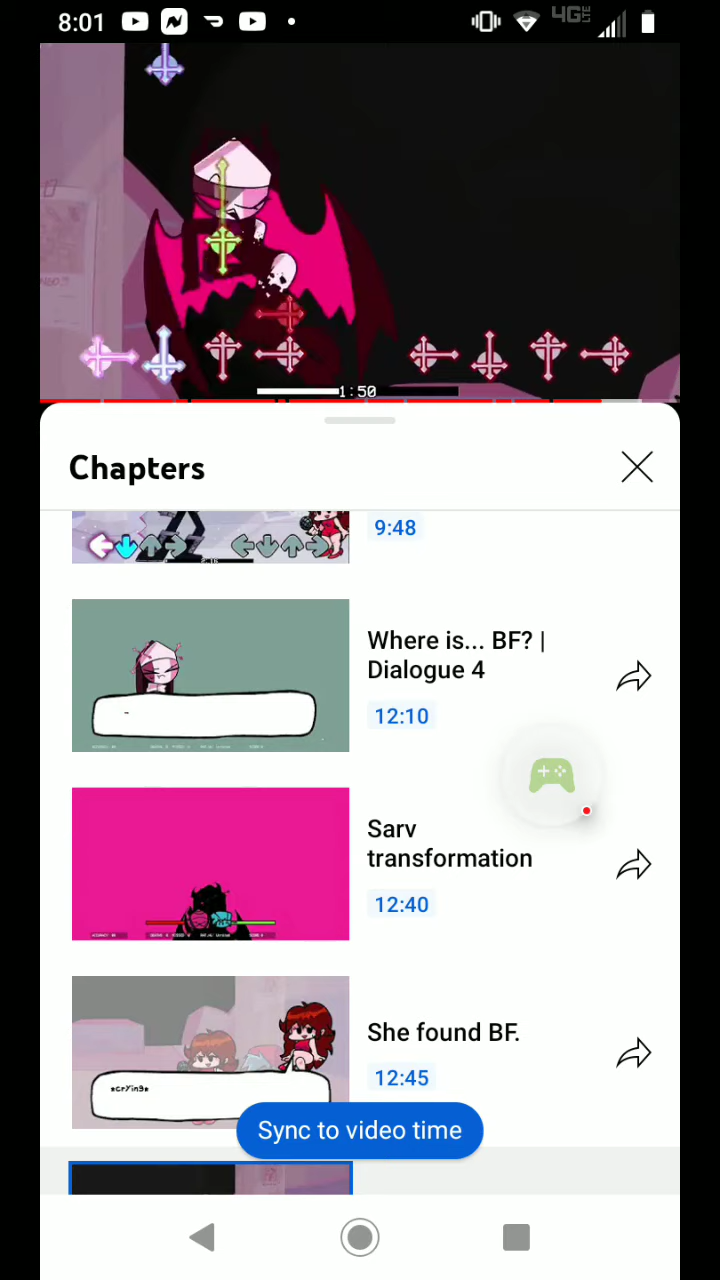 8:01
4G LTE
1:50
Chapters
9:48
Where is... BF? |
Dialogue 4
12:10
Sarv
transformation
12:40
She found BF.
*crying*
12:45
Sync to video time